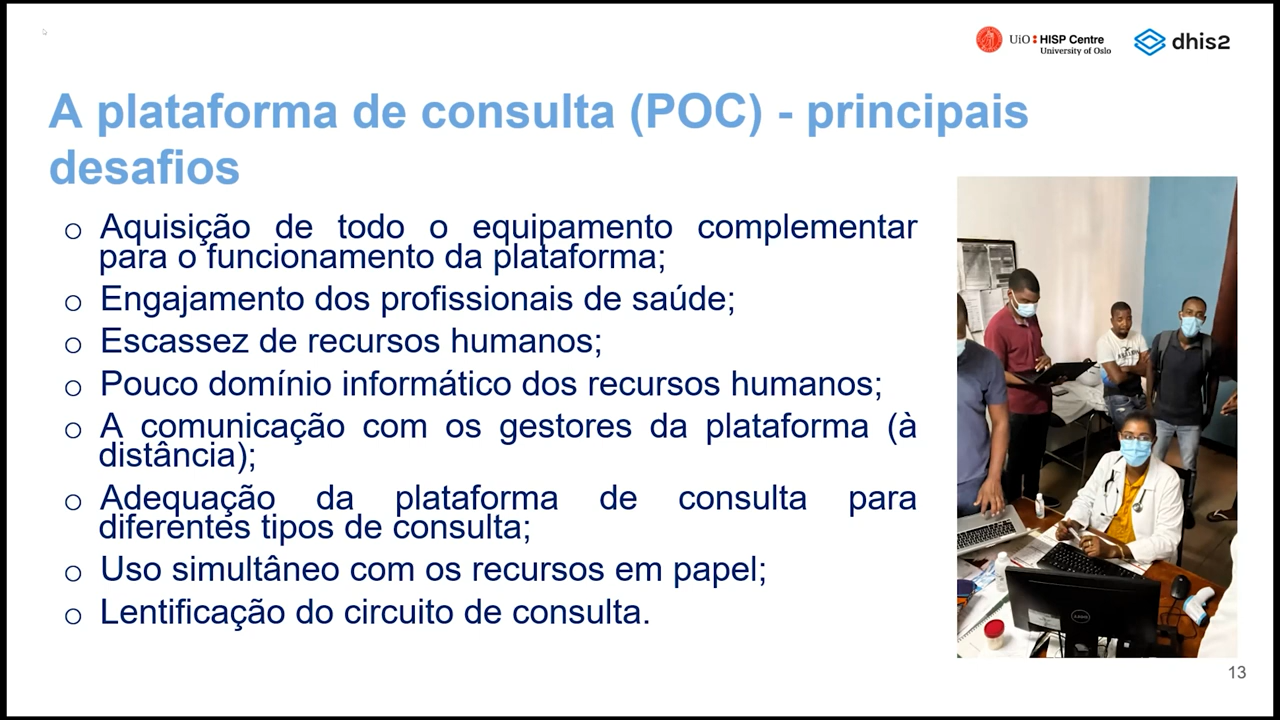 UiO HISP Centre
University of Oslo
dhis2
A plataforma de consulta (POC) - principais
desafios
o Aquisição de todo o equipamento complementar
para o funcionamento da plataforma;
o Engajamento dos profissionais de saúde;
o Escassez de recursos humanos;
o Pouco domínio informático dos recursos humanos;
o A comunicação com os gestores da plataforma (à
distância);
o Adequação da plataforma de consulta para
diferentes tipos de consulta;
o Uso simultâneo com os recursos em papel;
o Lentificação do circuito de consulta.
DELL
13